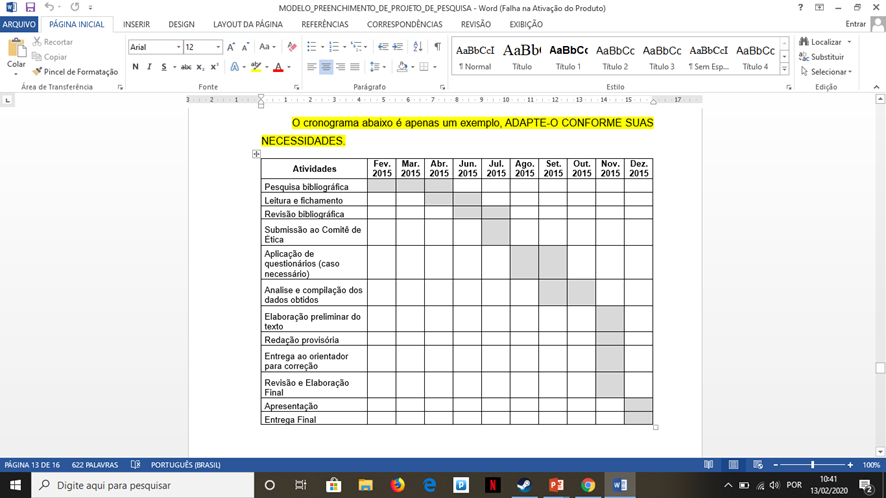 MODELO_PREENCHIMENTO_DE_PROJETO_DE_PESQUISA - Word (Falha na Ativação do Produto)
ARQUIVO PÁGINA INICIAL INSERIR DESIGN LAYOUT DA PÁGINA REFERÊNCIAS CORRESPONDÊNCIAS REVISÃO EXIBIÇÃO Entrar
Colar
Recortar
Copiar
Pincel de Formatação
Área de Transferência
Arial 12
Fonte
Parágrafo
AaBbCcI AaBbC AaBbCc AaBbCc AaBbCc AaBbCcI AaBbCc
¶ Normal Título Título 1 Título 2 Título 3 ¶ Sem Esp... Título 4
Estilo
Localizar
Substituir
Selecionar
Edição
3 2 1 1 2 3 4 5 6 7 8 9 10 11 12 13 14 15 17
O cronograma abaixo é apenas um exemplo, ADAPTE-O CONFORME SUAS
NECESSIDADES.
Atividades Fev. 2015 Mar. 2015 Abr. 2015 Jun. 2015 Jul. 2015 Ago. 2015 Set. 2015 Out. 2015 Nov. 2015 Dez. 2015
Pesquisa bibliográfica
Leitura e fichamento
Revisão bibliográfica
Submissão ao Comitê de
Ética
Aplicação de
questionários (caso
necessário)
Analise e compilação dos
dados obtidos
Elaboração preliminar do
texto
Redação provisória
Entrega ao orientador
para correção
Revisão e Elaboração
Final
Apresentação
Entrega Final
PÁGINA 13 DE 16 622 PALAVRAS PORTUGUÊS (BRASIL) 100%
Digite aqui para pesquisar
POR
10:41
13/02/2020
2